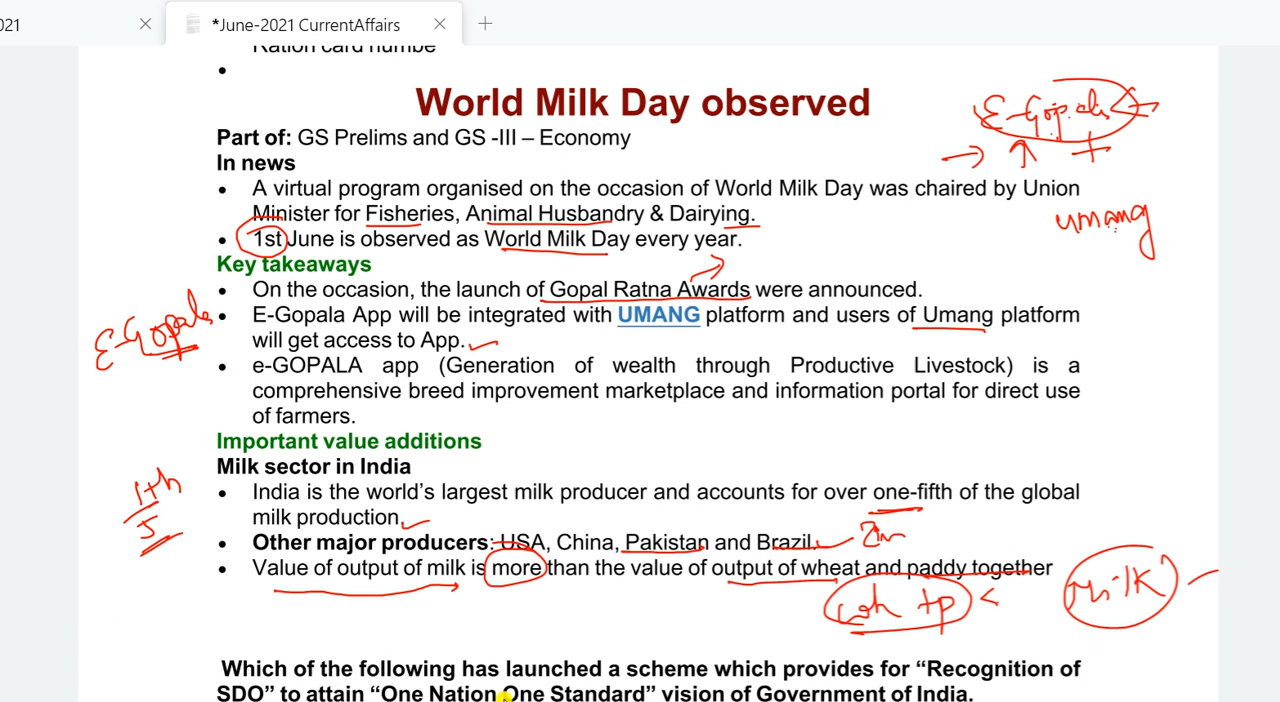 021
*June-2021 CurrentAffairs
Ration card numbe
World Milk Day observed
E-Gopala
Part of: GS Prelims and GS -III – Economy
In news
• A virtual program organised on the occasion of World Milk Day was chaired by Union
Minister for Fisheries, Animal Husbandry & Dairying.
umang
• 1st June is observed as World Milk Day every year.
Key takeaways
• On the occasion, the launch of Gopal Ratna Awards were announced.
E-Gopala
• E-Gopala App will be integrated with UMANG platform and users of Umang platform
will get access to App.
• e-GOPALA app (Generation of wealth through Productive Livestock) is a
comprehensive breed improvement marketplace and information portal for direct use
of farmers.
Important value additions
Milk sector in India
1th
5
• India is the world’s largest milk producer and accounts for over one-fifth of the global
milk production.
• Other major producers: USA, China, Pakistan and Brazil.
• Value of output of milk is more than the value of output of wheat and paddy together
+p <
Milk
Which of the following has launched a scheme which provides for “Recognition of
SDO” to attain “One Nation One Standard” vision of Government of India.